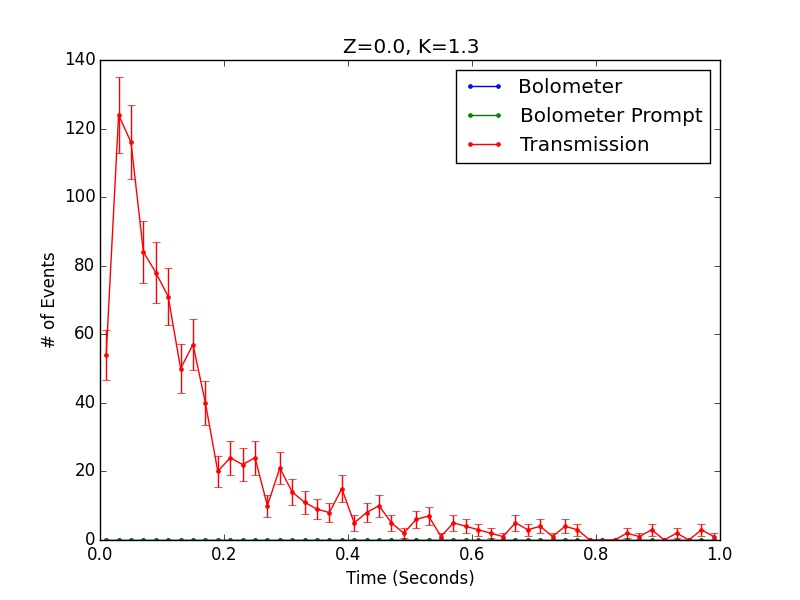 Z=0.0, K=1.3
140
120
100
80
60
40
20
0
# of Events
Bolometer
Bolometer Prompt
Transmission
0.0 0.2 0.4 0.6 0.8 1.0
Time (Seconds)